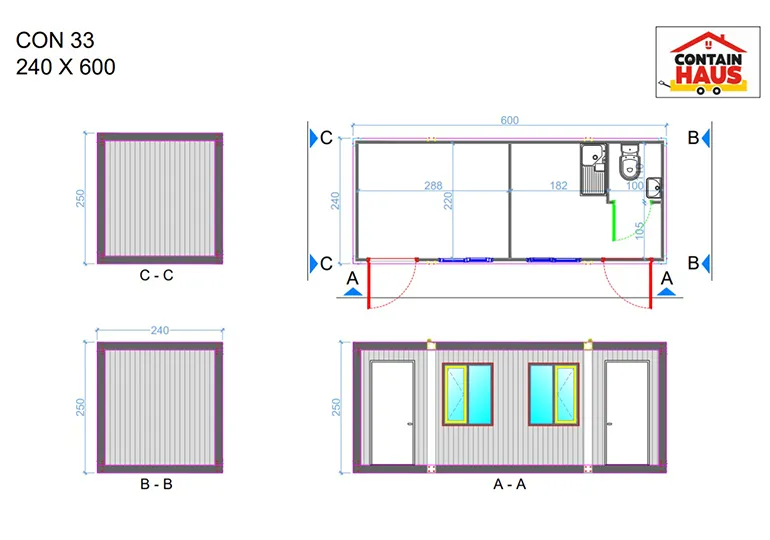 CON 33
240 X 600
CONTAIN
HAUS
600
C
B
250
240
288
182
100
220
105
C
B
C - C
A
A
240
250
250
B - B
A - A